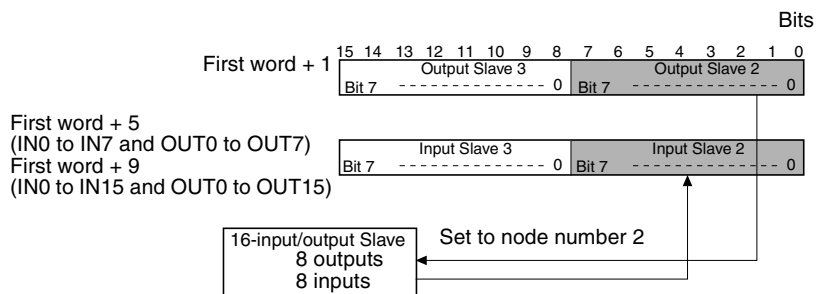 Bits
15 14 13 12 11 10 9 8 7 6 5 4 3 2 1 0
First word + 1
Output Slave 3 Output Slave 2
Bit 7 - - - - - - - - - - - - - 0 Bit 7 - - - - - - - - - - - - - 0
First word + 5
(IN0 to IN7 and OUT0 to OUT7)
First word + 9
(IN0 to IN15 and OUT0 to OUT15)
Input Slave 3 Input Slave 2
Bit 7 - - - - - - - - - - - - - 0 Bit 7 - - - - - - - - - - - - - 0
16-input/output Slave
8 outputs
8 inputs
Set to node number 2